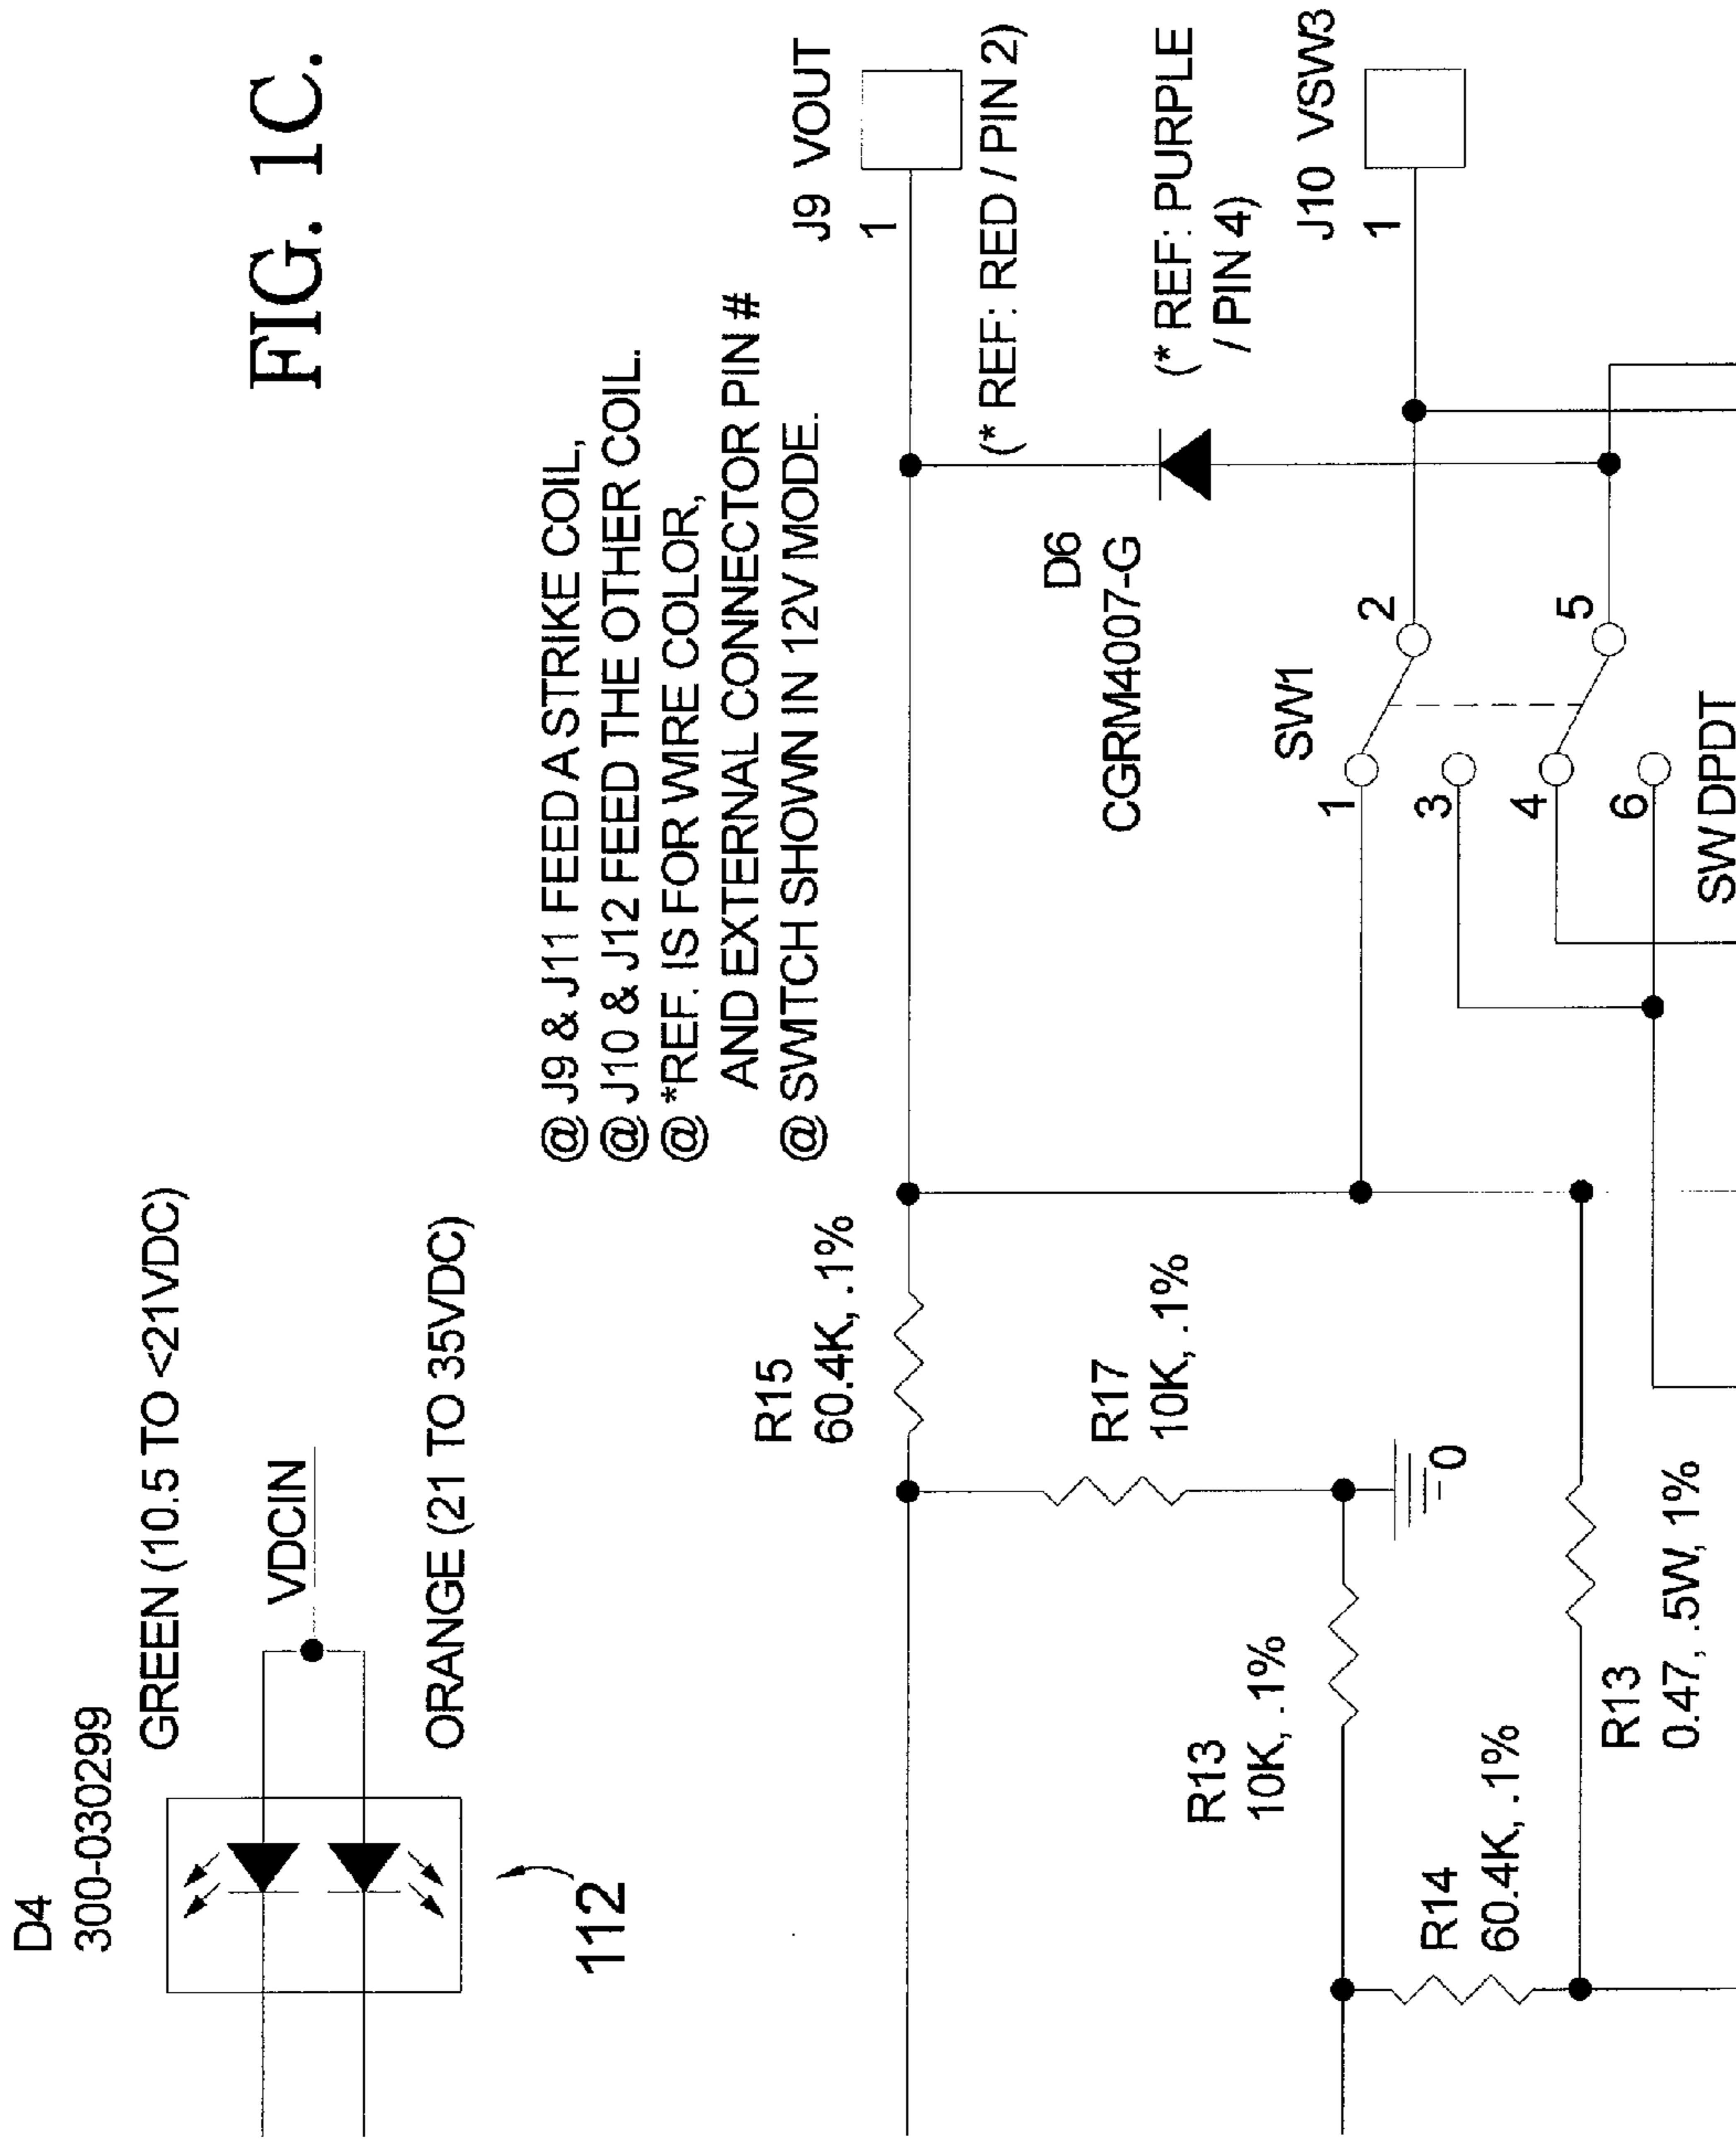 FIG. 1C.
D4
300-030299
GREEN (10.5 TO <21VDC)
VDCIN
ORANGE (21 TO 35VDC)
112
@ J9 & J11 FEED A STRIKE COIL,
@ J10 & J12 FEED THE OTHER COIL.
@ *REF. IS FOR WIRE COLOR,
AND EXTERNAL CONNECTOR PIN #
@ SWITCH SHOWN IN 12V MODE.
J9 VOUT
1
(* REF: RED / PIN 2)
R15
60.4K, .1%
R17
10K, .1%
0
D6
CGRM4007-G
(* REF: PURPLE
/ PIN 4)
J10 VSW3
1
R13
10K, .1%
R14
60.4K, .1%
R13
0.47, .5W, 1%
SW1
1
2
3
4
5
6
SW DPDT